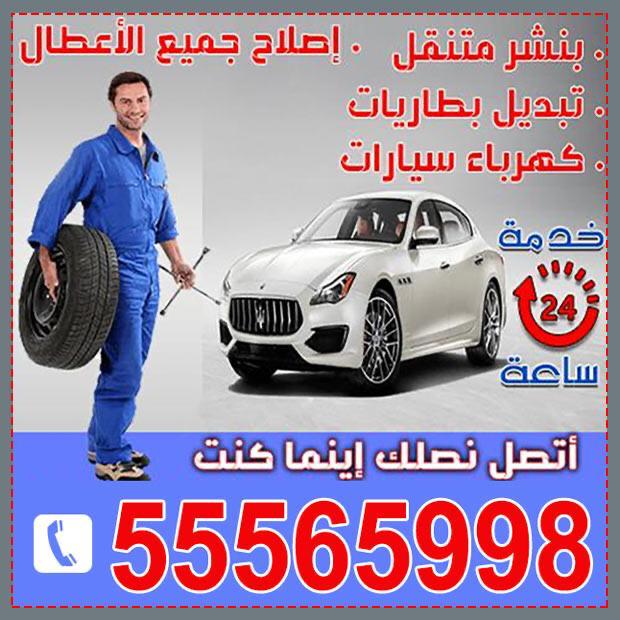 . بنشر متنقل . إصلاح جميع الأعطال
. تبديل بطاريات
. كهرباء سيارات
خدمة
24
ساعة
أتصل نصلك إينما كنت
55565998